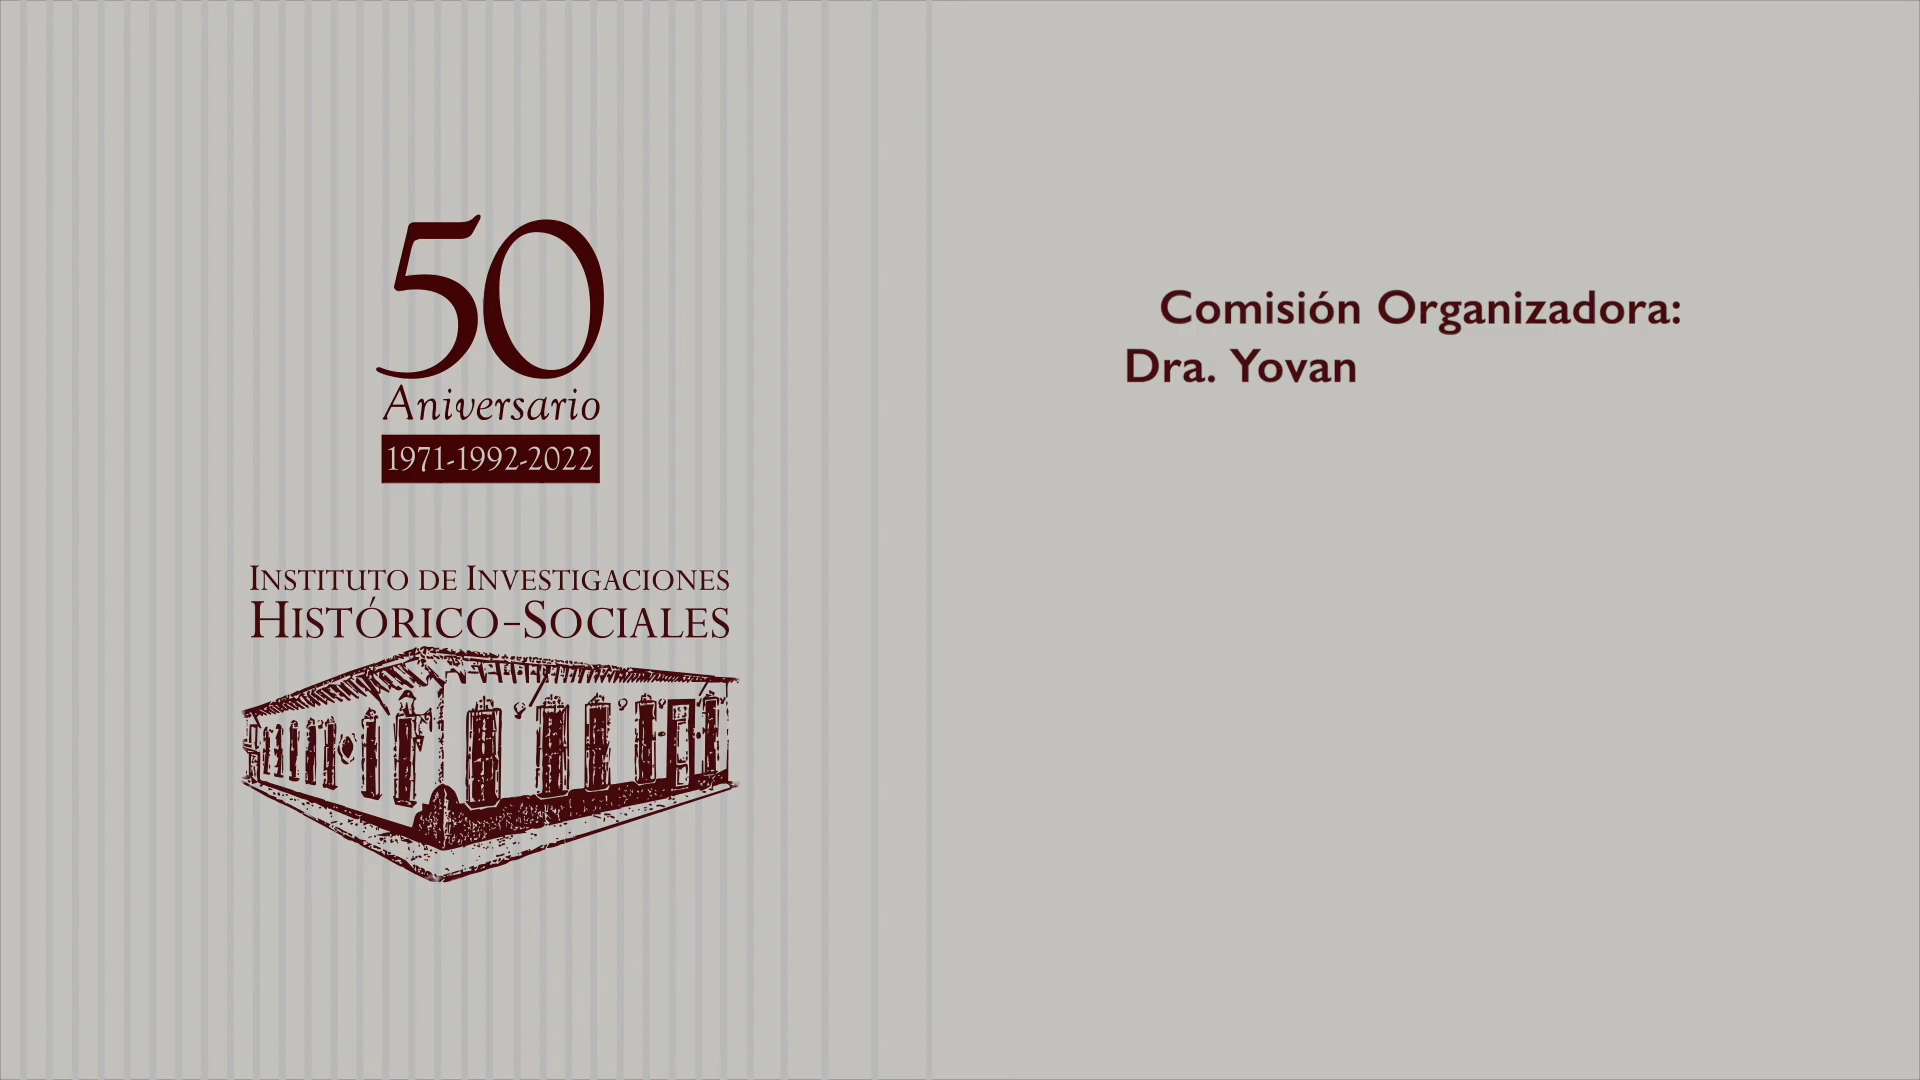 50
Aniversario
1971-1992-2022
INSTITUTO DE INVESTIGACIONES
HISTÓRICO-SOCIALES
Comisión Organizadora:
Dra. Yovan